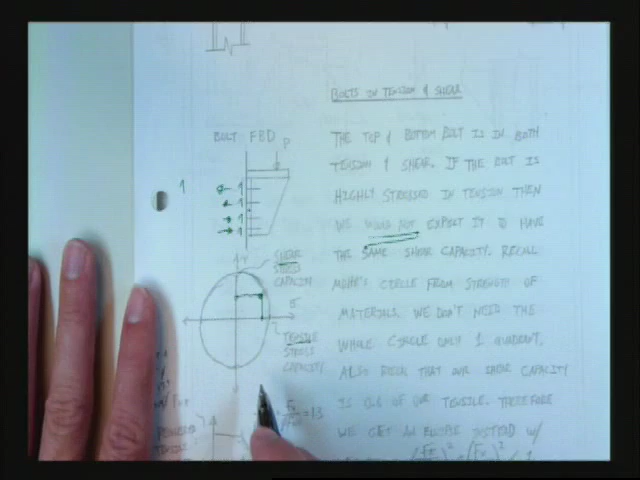 BOLTS IN TENSION & SHEAR
BOLT FBD
P
THE TOP & BOTTOM BOLT IS IN BOTH
TENSION & SHEAR. IF THE BOLT IS
HIGHLY STRESSED IN TENSION THEN
WE WOULD NOT EXPECT IT TO HAVE
THE SAME SHEAR CAPACITY. RECALL
MOHR'S CIRCLE FROM STRENGTH OF
MATERIALS. WE DON'T NEED THE
WHOLE CIRCLE ONLY 1 QUADRANT,
ALSO RECALL THAT OUR SHEAR CAPACITY
IS 0.6 OF OUR TENSILE. THEREFORE
WE GET AN ELLIPSE INSTEAD W/
SHEAR
STRESS
CAPACITY
TENSILE
STRESS
CAPACITY
= 1.3